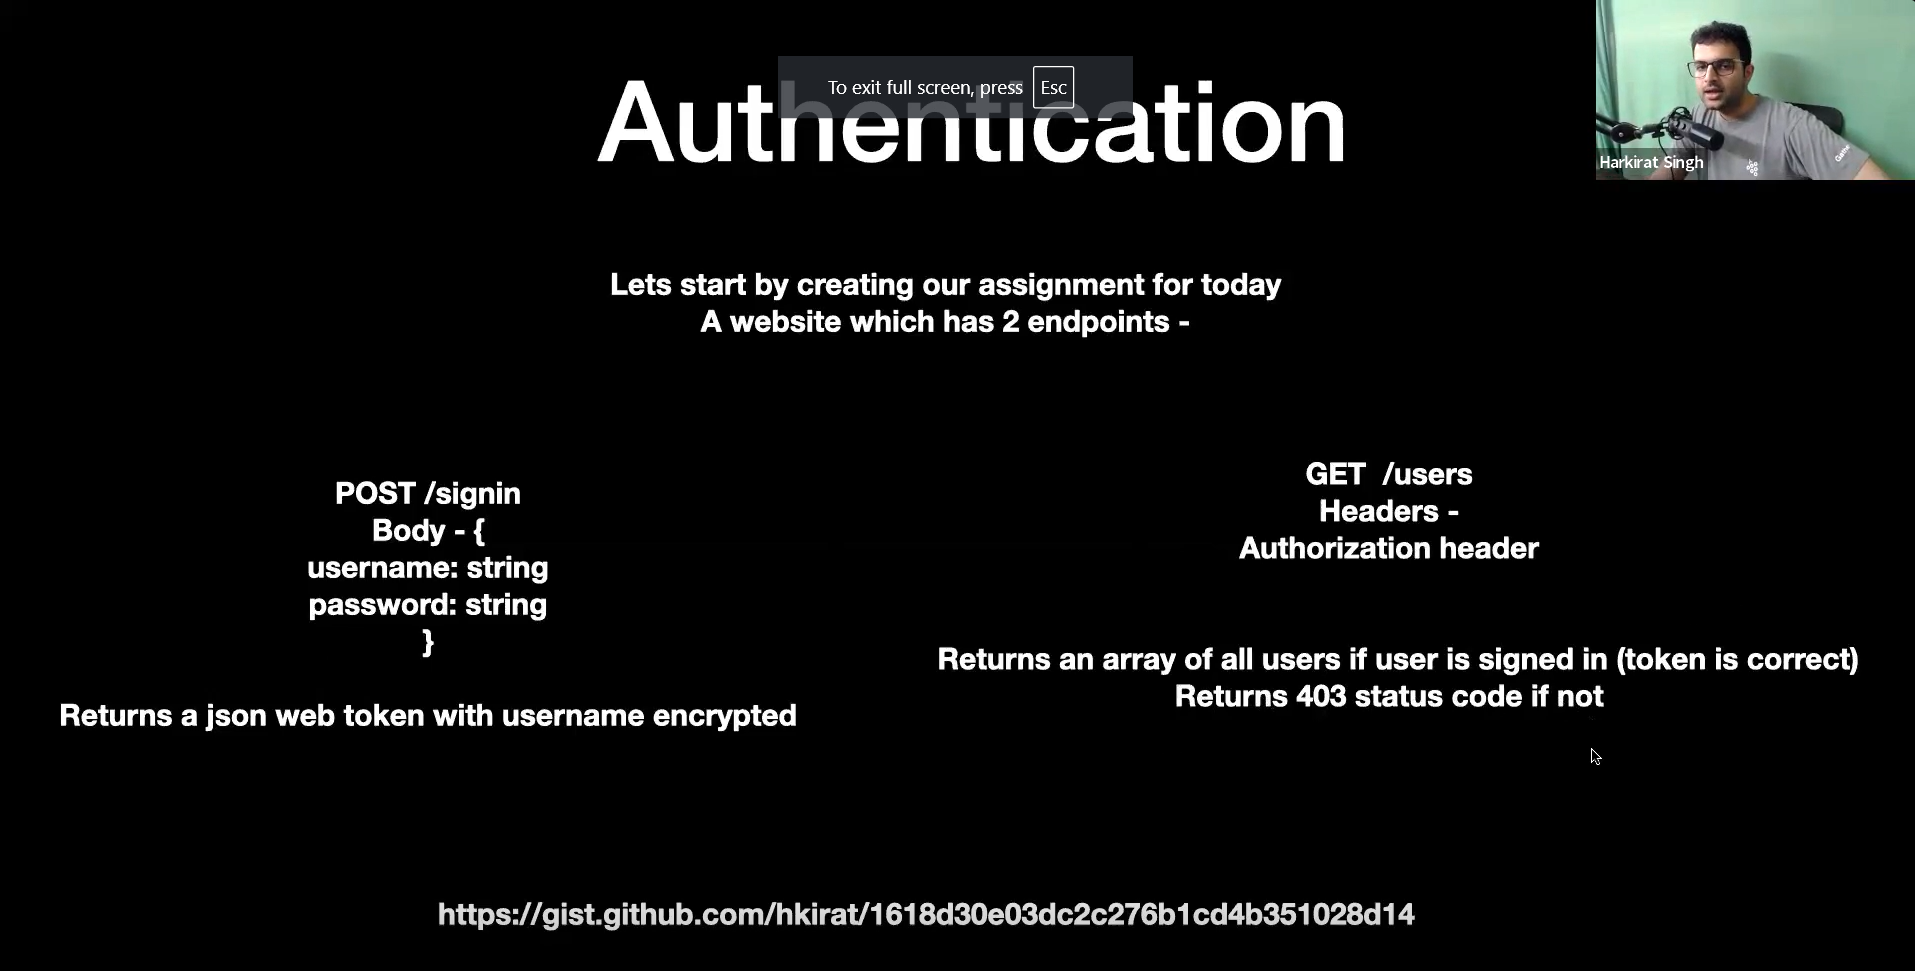 To exit full screen, press Esc
Authentication
Harkirat Singh
Lets start by creating our assignment for today
A website which has 2 endpoints -
POST /signin
Body - {
username: string
password: string
}
Returns a json web token with username encrypted
GET  /users
Headers -
Authorization header
Returns an array of all users if user is signed in (token is correct)
Returns 403 status code if not
https://gist.github.com/hkirat/1618d30e03dc2c276b1cd4b351028d14